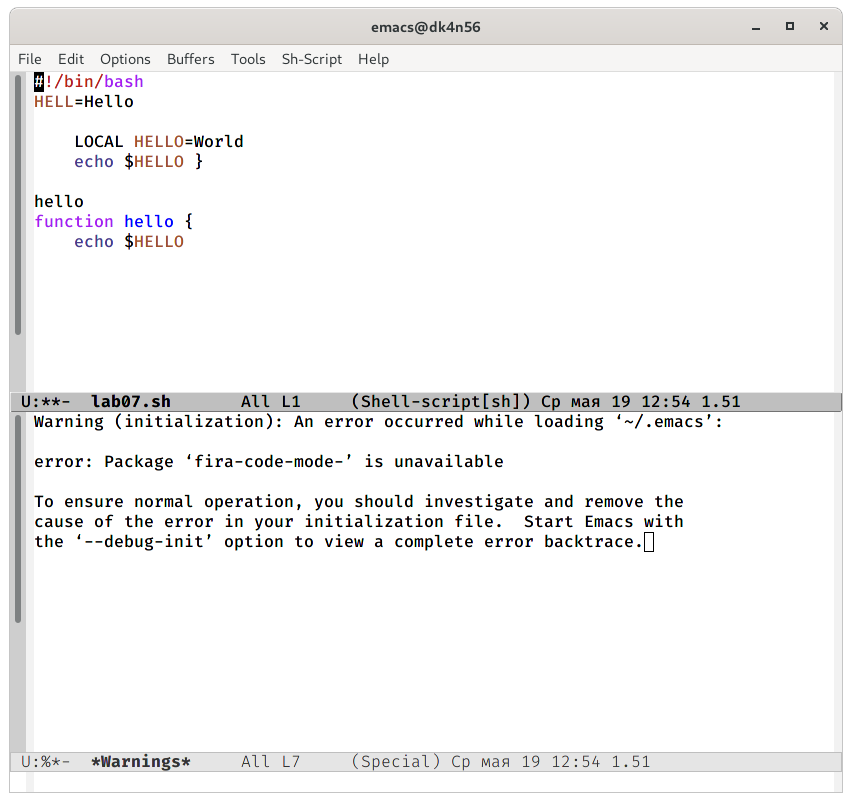 emacs@dk4n56
File Edit Options Buffers Tools Sh-Script Help
#!/bin/bash
HELL=Hello
LOCAL HELLO=World
echo $HELLO }
hello
function hello {
echo $HELLO
U:**- lab07.sh All L1 (Shell-script[sh]) Ср мая 19 12:54 1.51
Warning (initialization): An error occurred while loading ‘~/.emacs’:
error: Package ‘fira-code-mode-’ is unavailable
To ensure normal operation, you should investigate and remove the
cause of the error in your initialization file. Start Emacs with
the ‘--debug-init’ option to view a complete error backtrace.
U:%*- *Warnings* All L7 (Special) Ср мая 19 12:54 1.51